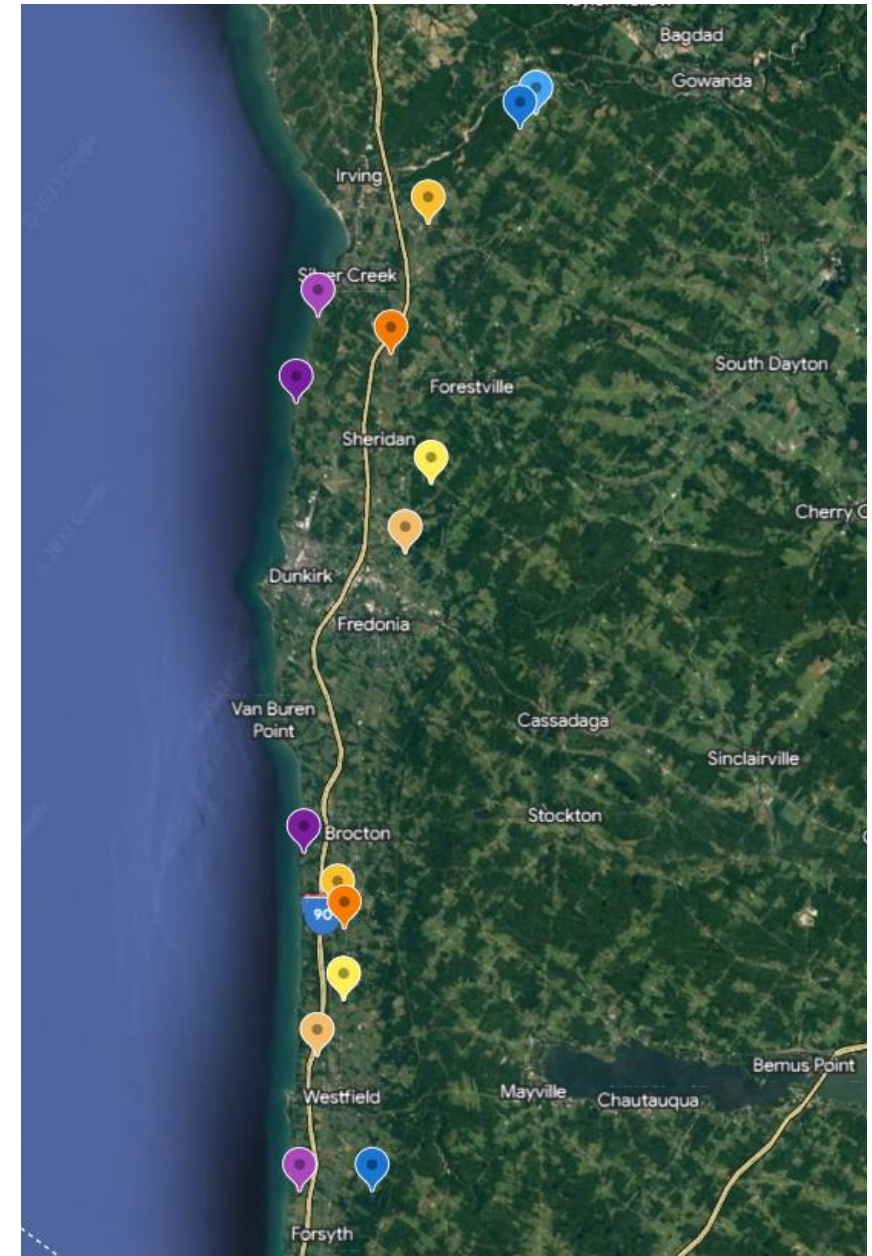 Bagdad
Gowanda
Irving
Silver Creek
South Dayton
Forestville
Sheridan
Cherry C
Dunkirk
Fredonia
Van Buren
Point
Cassadaga
Sinclairville
Stockton
Brocton
90
Bemus Point
Mayville
Chautauqua
Westfield
Forsyth